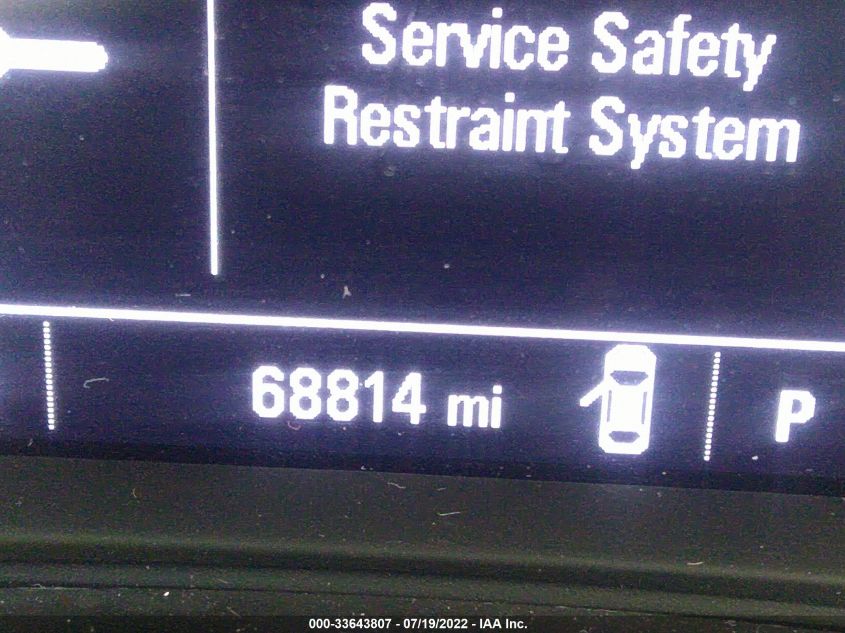 Service Safety
Restraint System
68814 mi
P
000-33643807 - 07/19/2022 - IAA Inc.